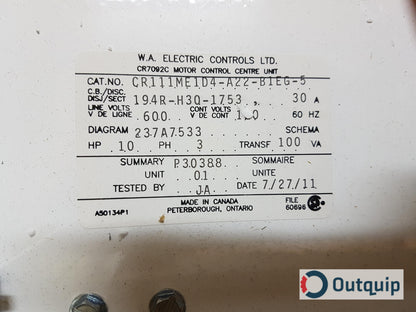 W.A. ELECTRIC CONTROLS LTD.
CR7092C MOTOR CONTROL CENTRE UNIT
CAT.NO. CR111ME1D4-A22-B1EG-5
C.B./DISC.
DISJ/SECT 194R-H30-1753 , 30 A
LINE VOLTS CONT VOLTS
V DE LIGNE 600 V DE CONT 120 60 HZ
DIAGRAM 237A7533 SCHEMA
HP 10 PH 3 TRANSF 100 VA
SUMMARY P30388 SOMMAIRE
UNIT 01 UNITE
TESTED BY JA DATE 7/27/11
MADE IN CANADA
A50134P1 PETERBOROUGH, ONTARIO FILE 60696
Outquip